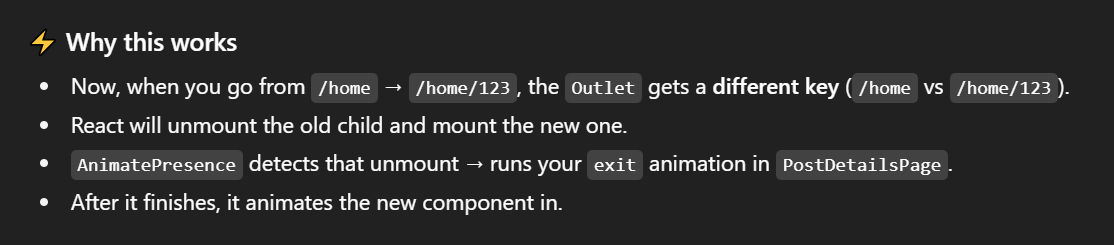 ⚡ Why this works
• Now, when you go from /home → /home/123, the Outlet gets a different key (/home vs /home/123).
• React will unmount the old child and mount the new one.
• AnimatePresence detects that unmount → runs your exit animation in PostDetailsPage.
• After it finishes, it animates the new component in.